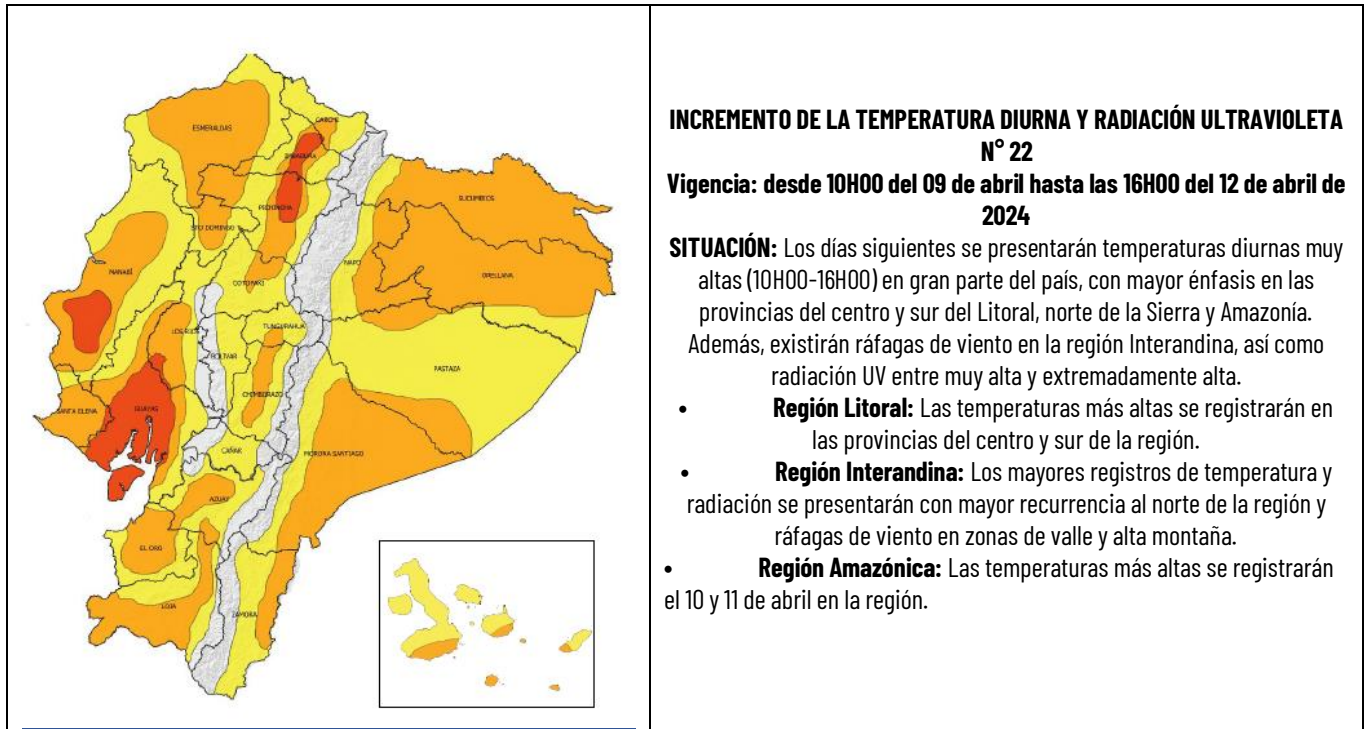 ESMERALDAS
CARCHI
IMBABURA
SUCUMBIOS
PICHINCHA
STO DOMINGO
MANABÍ
NAPO
ORELLANA
COTOPAXI
LOS RIOS
TUNGURAHUA
BOLIVAR
PASTAZA
SANTA ELENA
GUAYAS
CHIMBORAZO
CAÑAR
MORONA SANTIAGO
AZUAY
EL ORO
LOJA
ZAMORA
INCREMENTO DE LA TEMPERATURA DIURNA Y RADIACIÓN ULTRAVIOLETA
N° 22
Vigencia: desde 10H00 del 09 de abril hasta las 16H00 del 12 de abril de
2024
SITUACIÓN: Los días siguientes se presentarán temperaturas diurnas muy
altas (10H00-16H00) en gran parte del país, con mayor énfasis en las
provincias del centro y sur del Litoral, norte de la Sierra y Amazonía.
Además, existirán ráfagas de viento en la región Interandina, así como
radiación UV entre muy alta y extremadamente alta.
• Región Litoral: Las temperaturas más altas se registrarán en
las provincias del centro y sur de la región.
• Región Interandina: Los mayores registros de temperatura y
radiación se presentarán con mayor recurrencia al norte de la región y
ráfagas de viento en zonas de valle y alta montaña.
• Región Amazónica: Las temperaturas más altas se registrarán
el 10 y 11 de abril en la región.